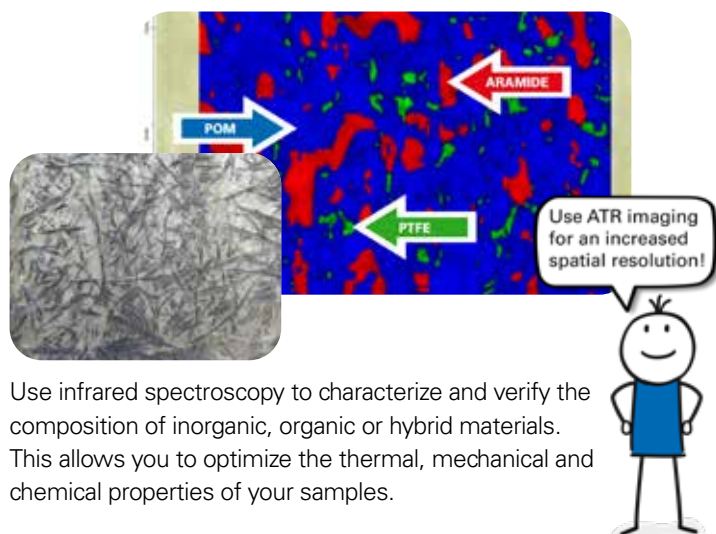 ARAMIDE
POM
PTFE
Use ATR imaging
for an increased
spatial resolution!
Use infrared spectroscopy to characterize and verify the
composition of inorganic, organic or hybrid materials.
This allows you to optimize the thermal, mechanical and
chemical properties of your samples.